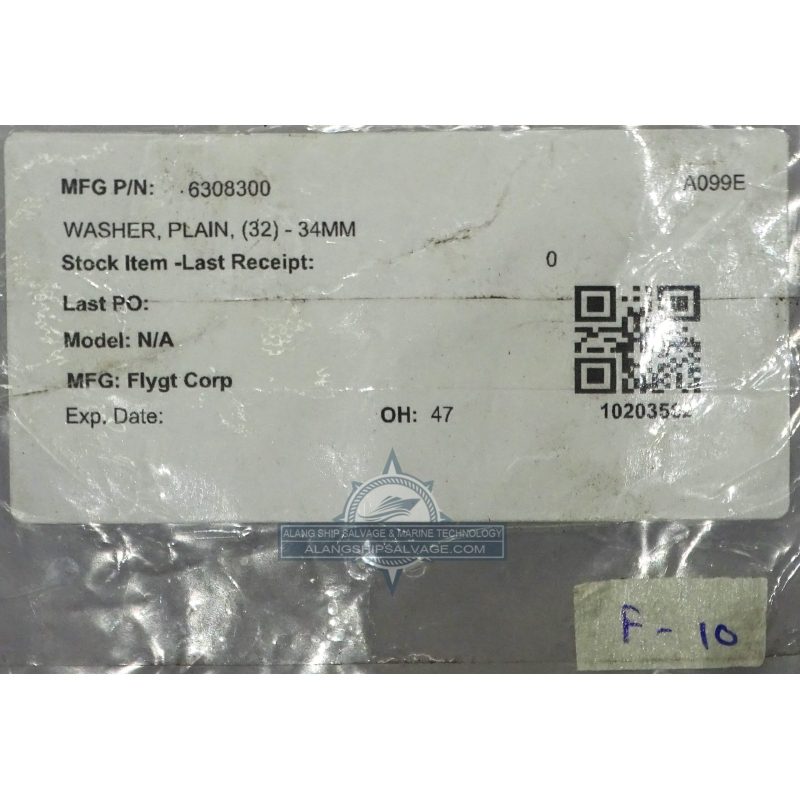 MFG P/N: 6308300 A099E
WASHER, PLAIN, (32) - 34MM
Stock Item -Last Receipt: 0
Last PO:
Model: N/A
MFG: Flygt Corp
Exp. Date: OH: 47
ALANG SHIP SALVAGE & MARINE TECHNOLOGY
ALANGSHIPSALVAGE.COM
F-10